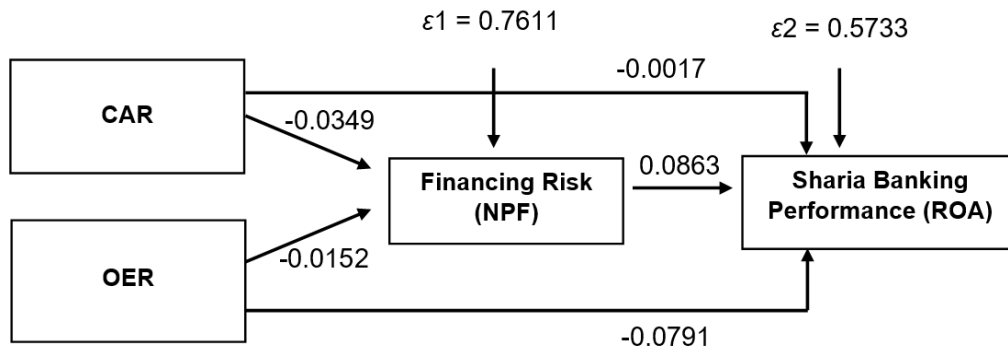 ε1 = 0.7611
ε2 = 0.5733
-0.0017
CAR
-0.0349
Financing Risk
(NPF)
0.0863
Sharia Banking
Performance (ROA)
OER
-0.0152
-0.0791